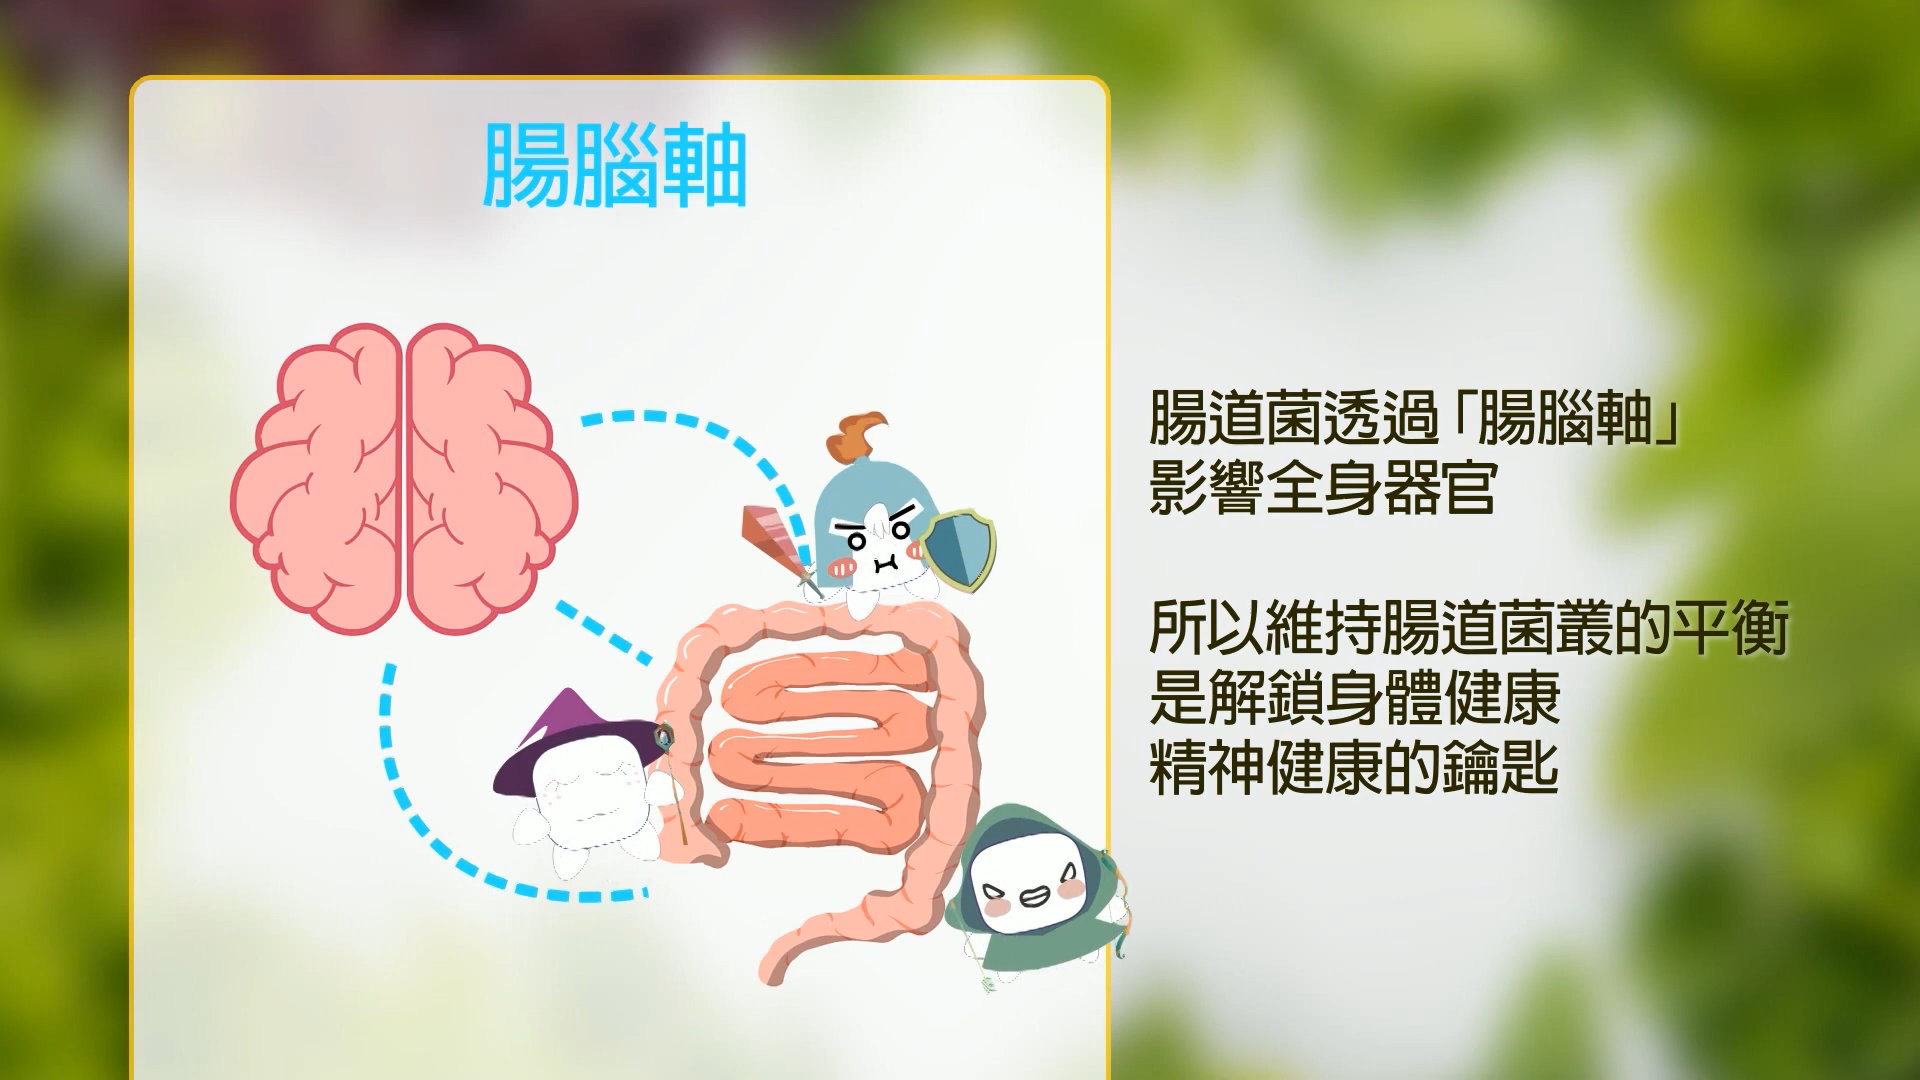 腸腦軸
腸道菌透過「腸腦軸」
影響全身器官
所以維持腸道菌叢的平衡
是解鎖身體健康
精神健康的鑰匙